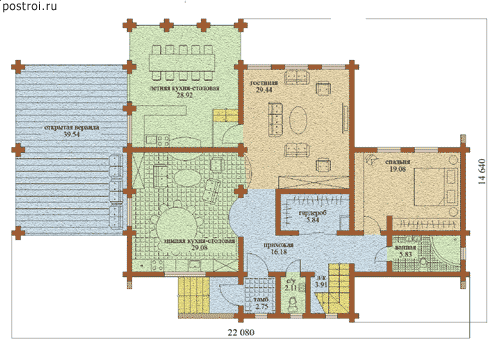 postroi.ru
летняя кухня-столовая
28.92
гостиная
29.44
открытая веранда
39.54
спальня
19.08
14 640
гардероб
5.84
зимняя кухня-столовая
29.08
прихожая
16.18
ванная
5.83
с/у
2.11
л/к
3.91
тамб
2.75
22 080